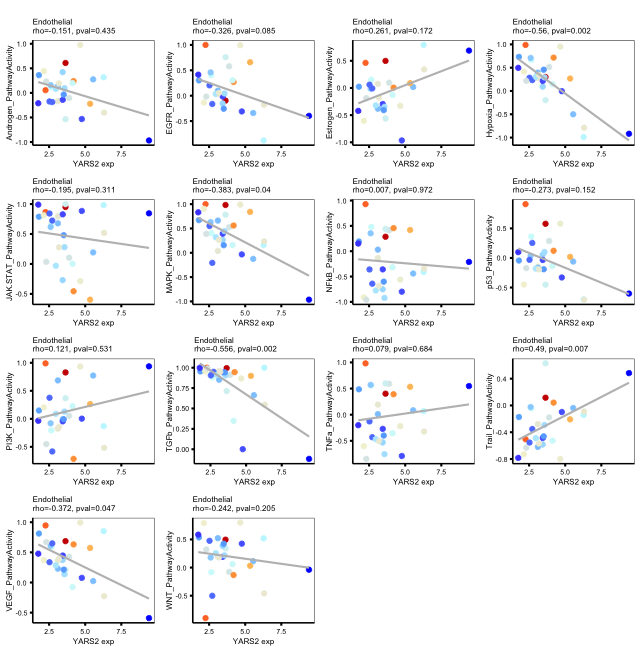 Endothelial
rho=-0.151, pval=0.435
Androgen_PathwayActivity
1.0
0.5
0.0
-0.5
-1.0
2.5
5.0
7.5
YARS2 exp
Endothelial
rho=-0.326, pval=0.085
EGFR_PathwayActivity
1.0
0.5
0.0
-0.5
2.5
5.0
7.5
YARS2 exp
Endothelial
rho=0.261, pval=0.172
Estrogen_PathwayActivity
0.5
0.0
-0.5
-1.0
2.5
5.0
7.5
YARS2 exp
Endothelial
rho=-0.56, pval=0.002
Hypoxia_PathwayActivity
1.0
0.5
0.0
-0.5
-1.0
2.5
5.0
7.5
YARS2 exp
Endothelial
rho=-0.195, pval=0.311
JAK-STAT_PathwayActivity
1.0
0.5
0.0
-0.5
2.5
5.0
7.5
YARS2 exp
Endothelial
rho=-0.383, pval=0.04
MAPK_PathwayActivity
1.0
0.5
0.0
-0.5
-1.0
2.5
5.0
7.5
YARS2 exp
Endothelial
rho=0.007, pval=0.972
NFkB_PathwayActivity
1.0
0.5
0.0
-0.5
-1.0
2.5
5.0
7.5
YARS2 exp
Endothelial
rho=-0.273, pval=0.152
p53_PathwayActivity
1.0
0.5
0.0
-0.5
2.5
5.0
7.5
YARS2 exp
Endothelial
rho=0.121, pval=0.531
PI3K_PathwayActivity
1.0
0.5
0.0
-0.5
2.5
5.0
7.5
YARS2 exp
Endothelial
rho=-0.556, pval=0.002
TGFb_PathwayActivity
1.00
0.75
0.50
0.25
0.00
2.5
5.0
7.5
YARS2 exp
Endothelial
rho=0.079, pval=0.684
TNFa_PathwayActivity
1.0
0.5
0.0
-0.5
2.5
5.0
7.5
YARS2 exp
Endothelial
rho=0.49, pval=0.007
Trail_PathwayActivity
0.4
0.0
-0.4
-0.8
2.5
5.0
7.5
YARS2 exp
Endothelial
rho=-0.372, pval=0.047
VEGF_PathwayActivity
1.0
0.5
0.0
-0.5
2.5
5.0
7.5
YARS2 exp
Endothelial
rho=-0.242, pval=0.205
WNT_PathwayActivity
0.5
0.0
-0.5
2.5
5.0
7.5
YARS2 exp